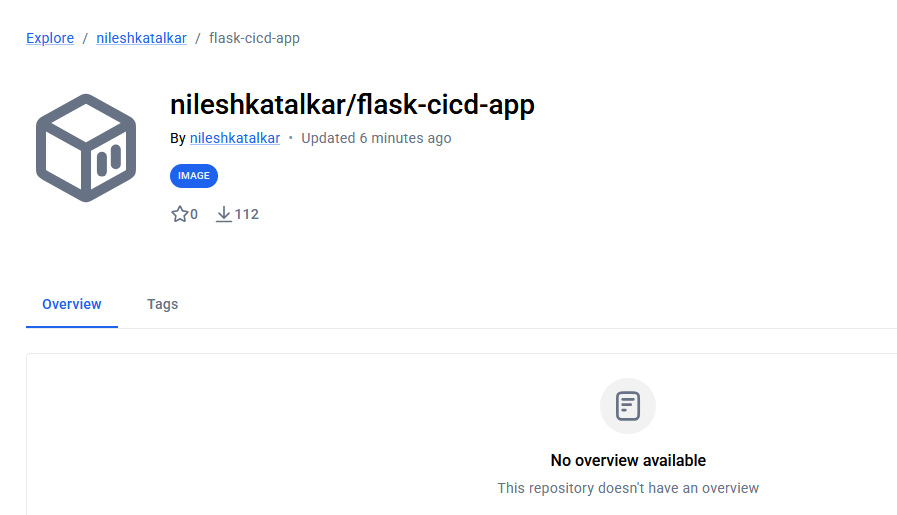 Explore / nileshkatalkar / flask-cicd-app
nileshkatalkar/flask-cicd-app
By nileshkatalkar • Updated 6 minutes ago
IMAGE
0 112
Overview Tags
No overview available
This repository doesn't have an overview